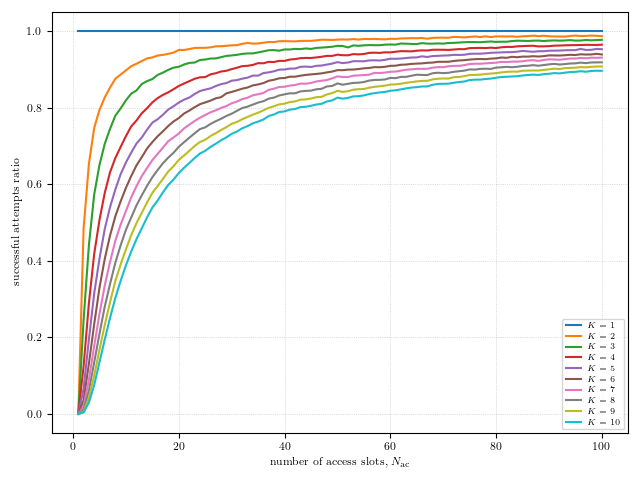 successful attempts ratio
1.0
0.8
0.6
0.4
0.2
0.0
0
20
40
60
80
100
number of access slots, N_ac
K = 1
K = 2
K = 3
K = 4
K = 5
K = 6
K = 7
K = 8
K = 9
K = 10